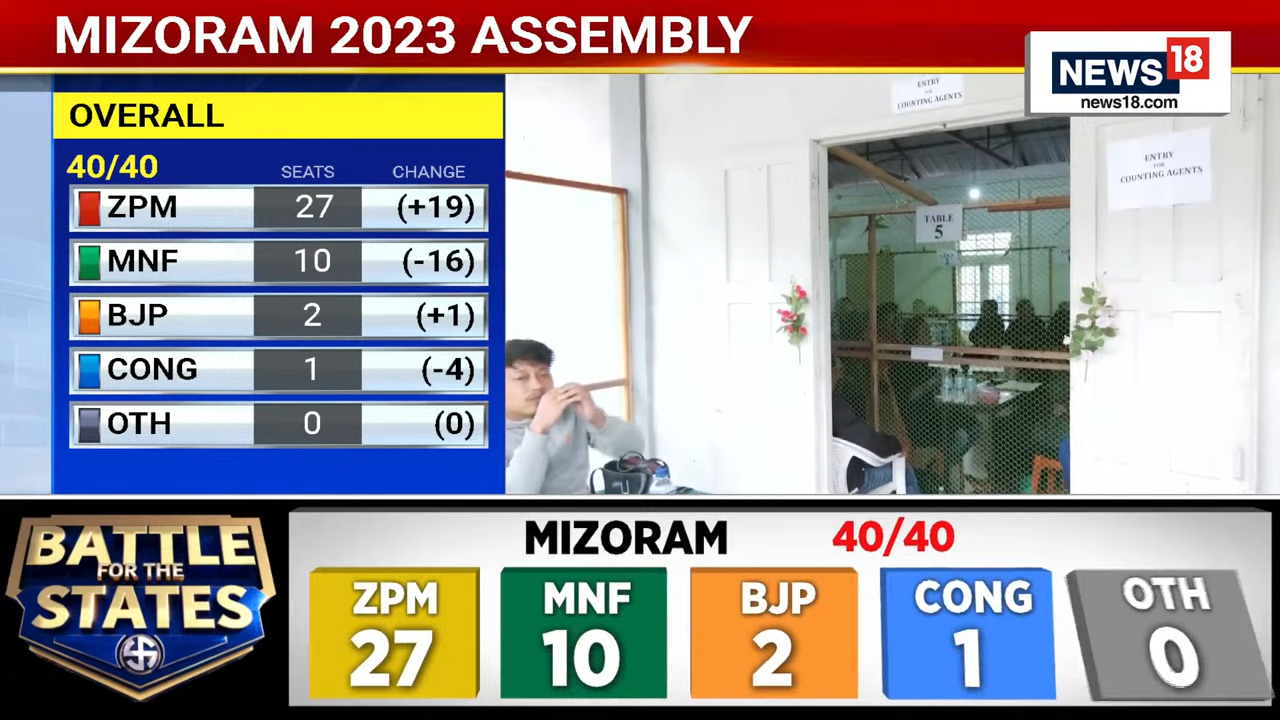 MIZORAM 2023 ASSEMBLY
NEWS 18
news18.com
OVERALL
40/40 SEATS CHANGE
ZPM 27 (+19)
MNF 10 (-16)
BJP 2 (+1)
CONG 1 (-4)
OTH 0 (0)
ENTRY
FOR
COUNTING AGENTS
ENTRY
FOR
COUNTING AGENTS
TABLE
5
BATTLE
FOR THE
STATES
MIZORAM 40/40
ZPM MNF BJP CONG OTH
27 10 2 1 0